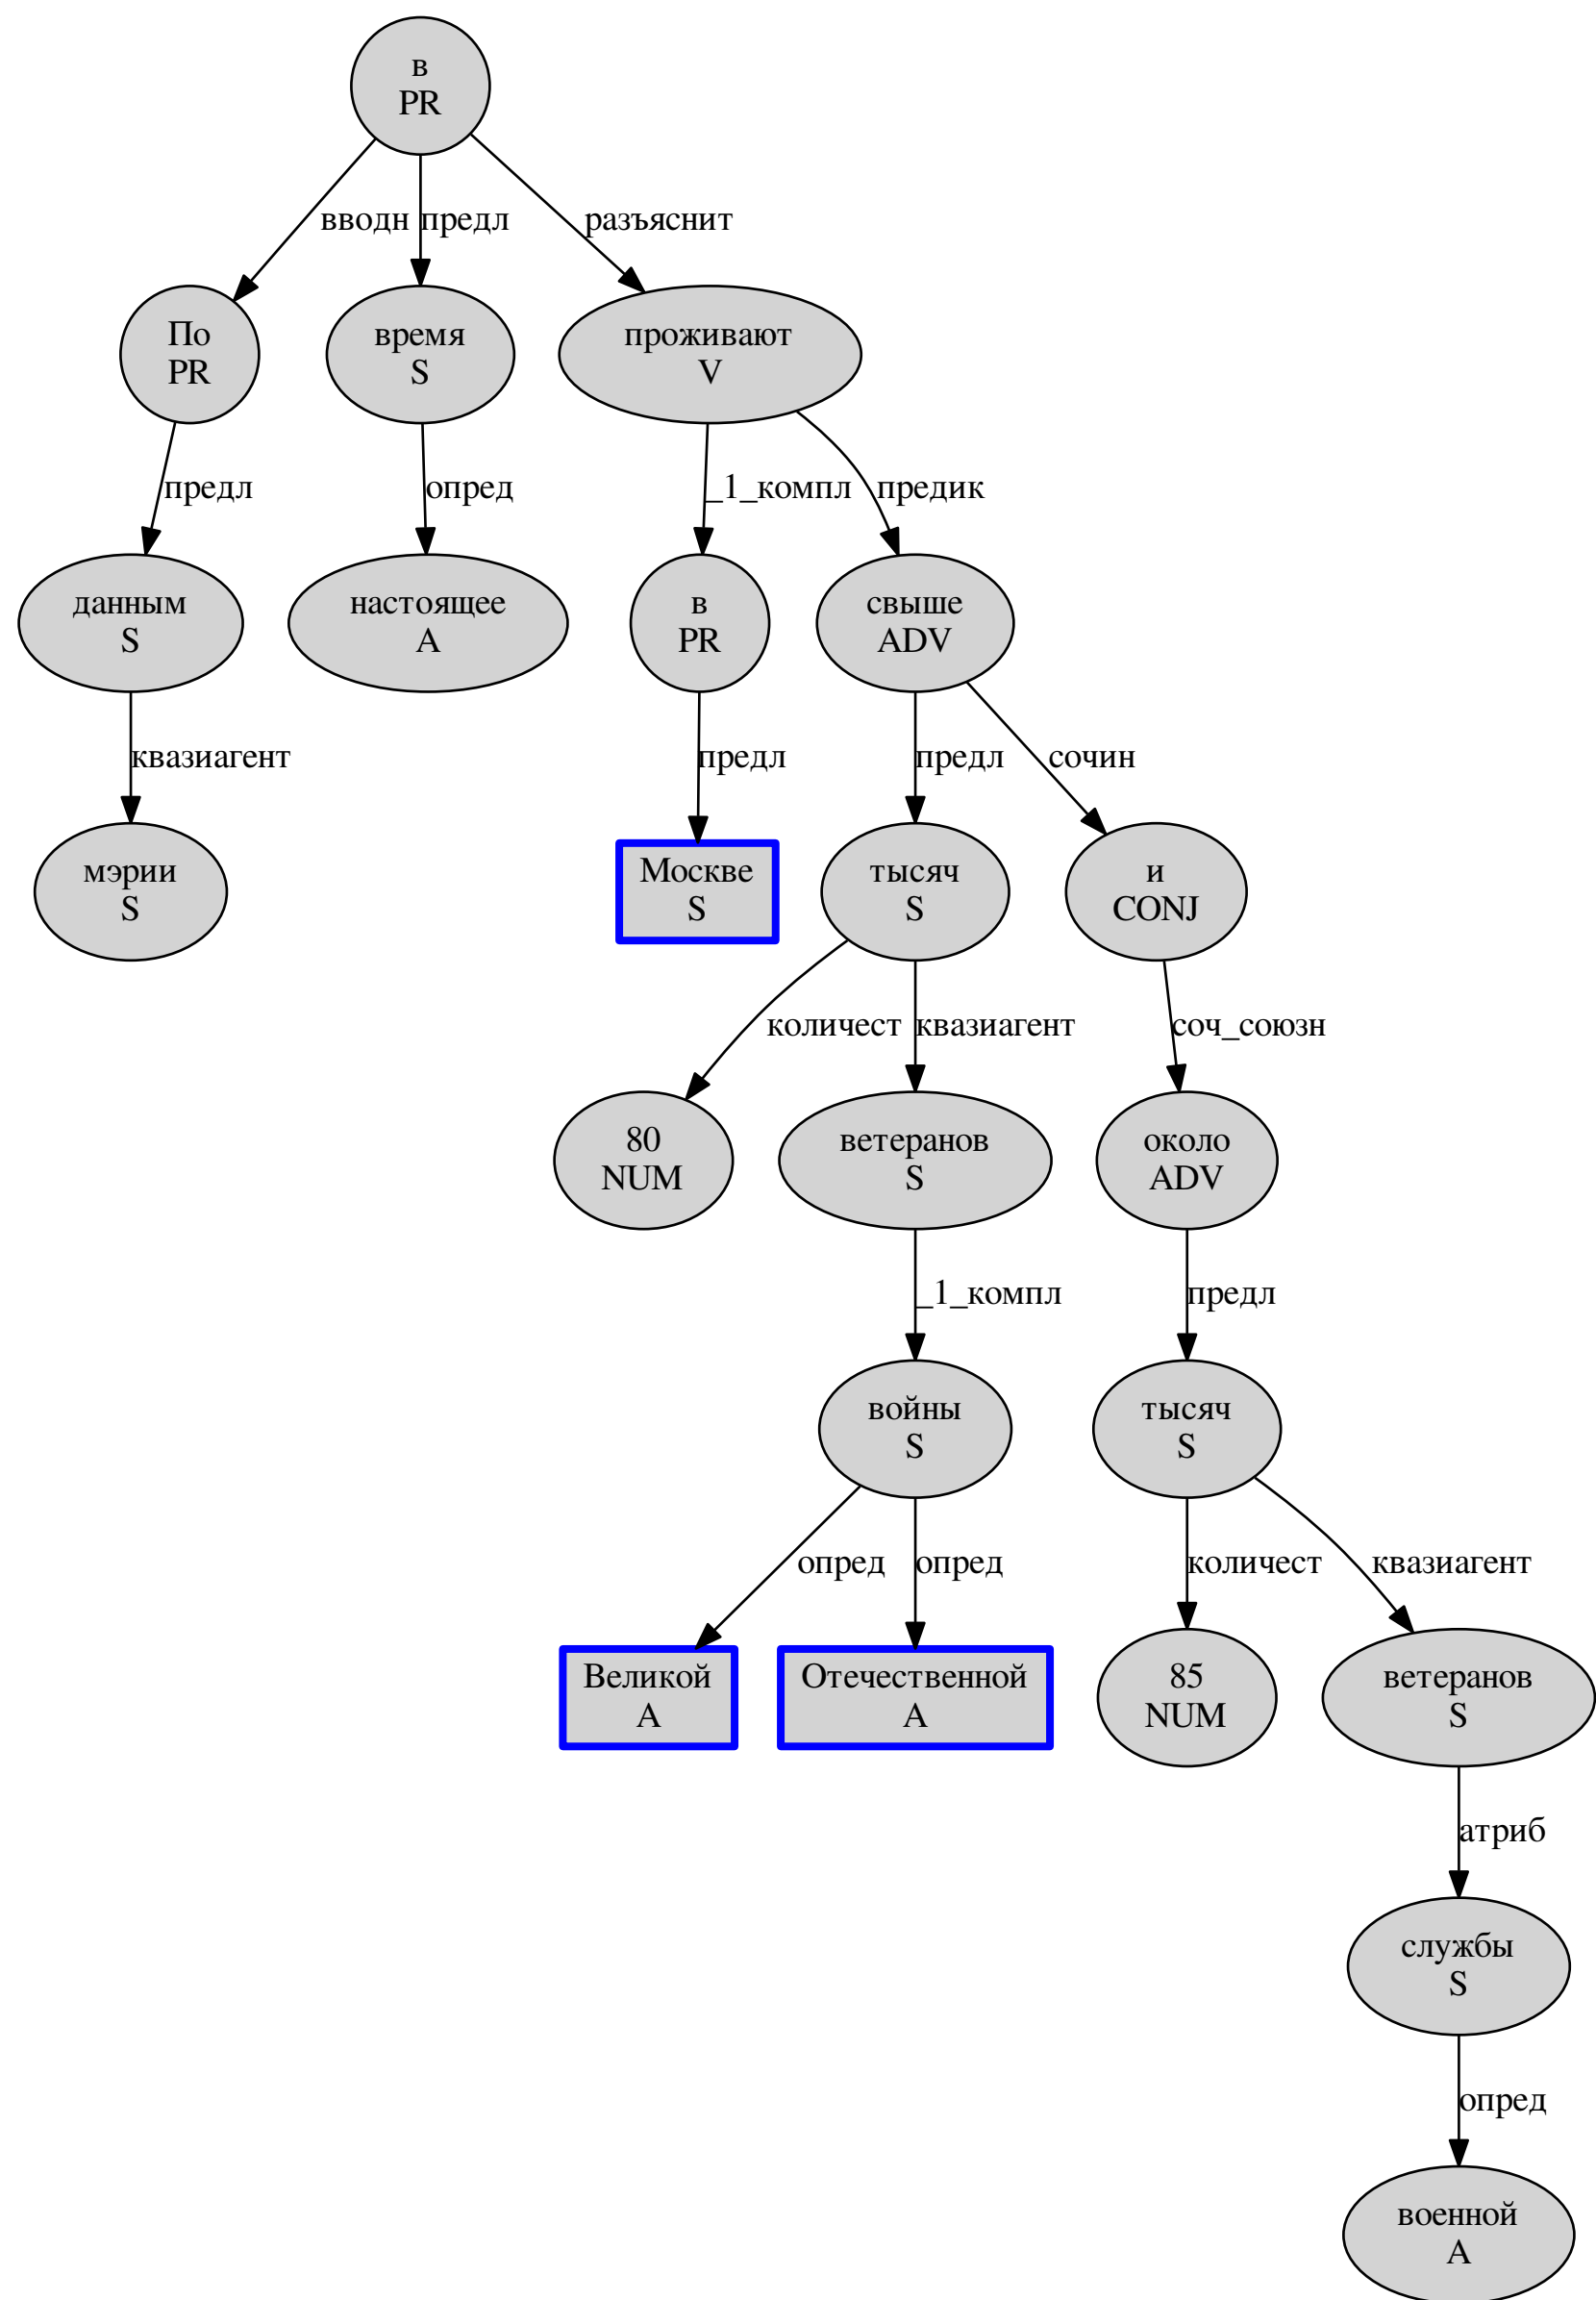 в
PR
вводн
предл
разъяснит
По
PR
время
S
проживают
V
предл
опред
_1_компл
предик
данным
S
настоящее
A
в
PR
свыше
ADV
квазиагент
предл
предл
сочин
мэрии
S
Москве
S
тысяч
S
и
CONJ
количест
квазиагент
соч_союзн
80
NUM
ветеранов
S
около
ADV
_1_компл
предл
войны
S
тысяч
S
опред
опред
количест
квазиагент
Великой
A
Отечественной
A
85
NUM
ветеранов
S
атриб
службы
S
опред
военной
A